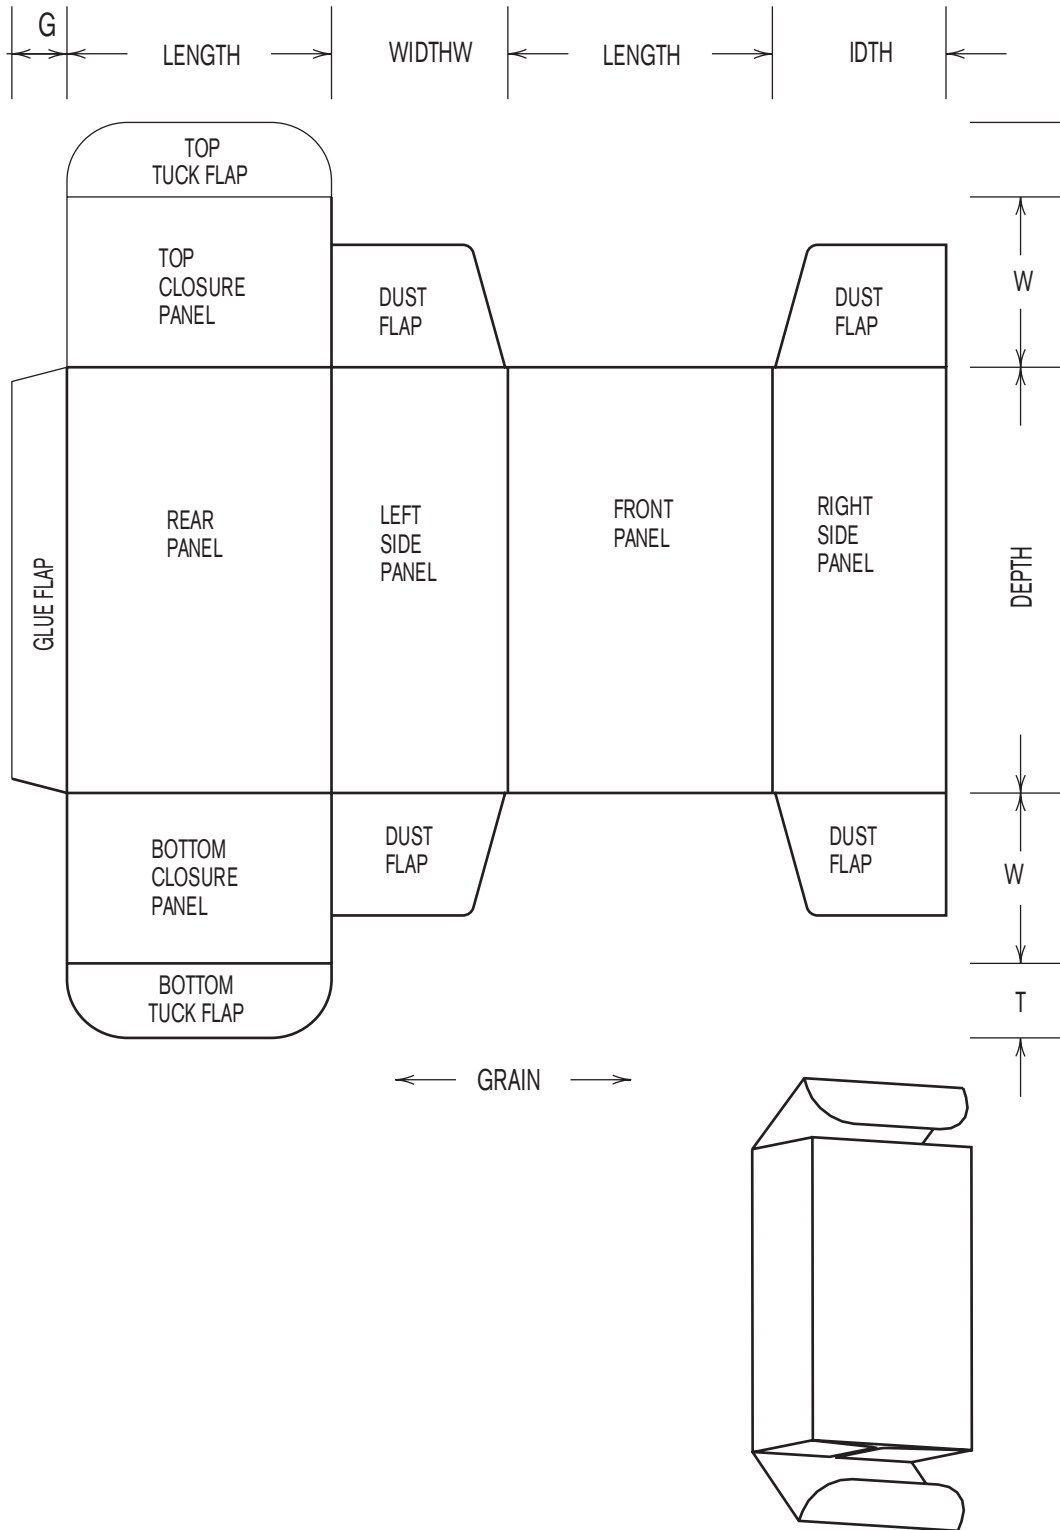 G
LENGTH
WIDTHW
LENGTH
IDTH
TOP
TUCK FLAP
TOP
CLOSURE
PANEL
DUST
FLAP
DUST
FLAP
W
GLUE FLAP
REAR
PANEL
LEFT
SIDE
PANEL
FRONT
PANEL
RIGHT
SIDE
PANEL
DEPTH
BOTTOM
CLOSURE
PANEL
DUST
FLAP
DUST
FLAP
W
BOTTOM
TUCK FLAP
T
GRAIN